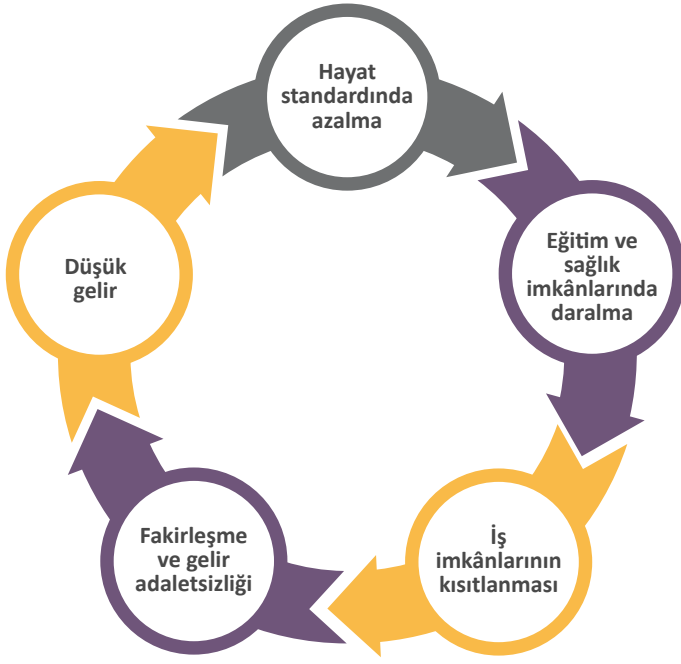 Hayat
standardında
azalma
Eğitim ve
sağlık
imkânlarında
daralma
İş
imkânlarının
kısıtlanması
Fakirleşme
ve gelir
adaletsizliği
Düşük
gelir